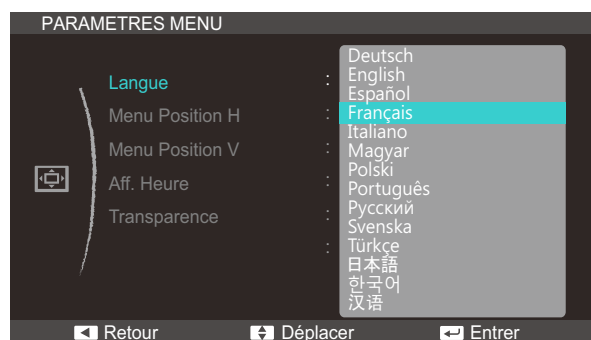 PARAMETRES MENU
Langue :
Menu Position H :
Menu Position V :
Aff. Heure :
Transparence :
:
Deutsch
English
Español
Français
Italiano
Magyar
Polski
Português
Русский
Svenska
Türkçe
日本語
한국어
汉语
Retour Déplacer Entrer